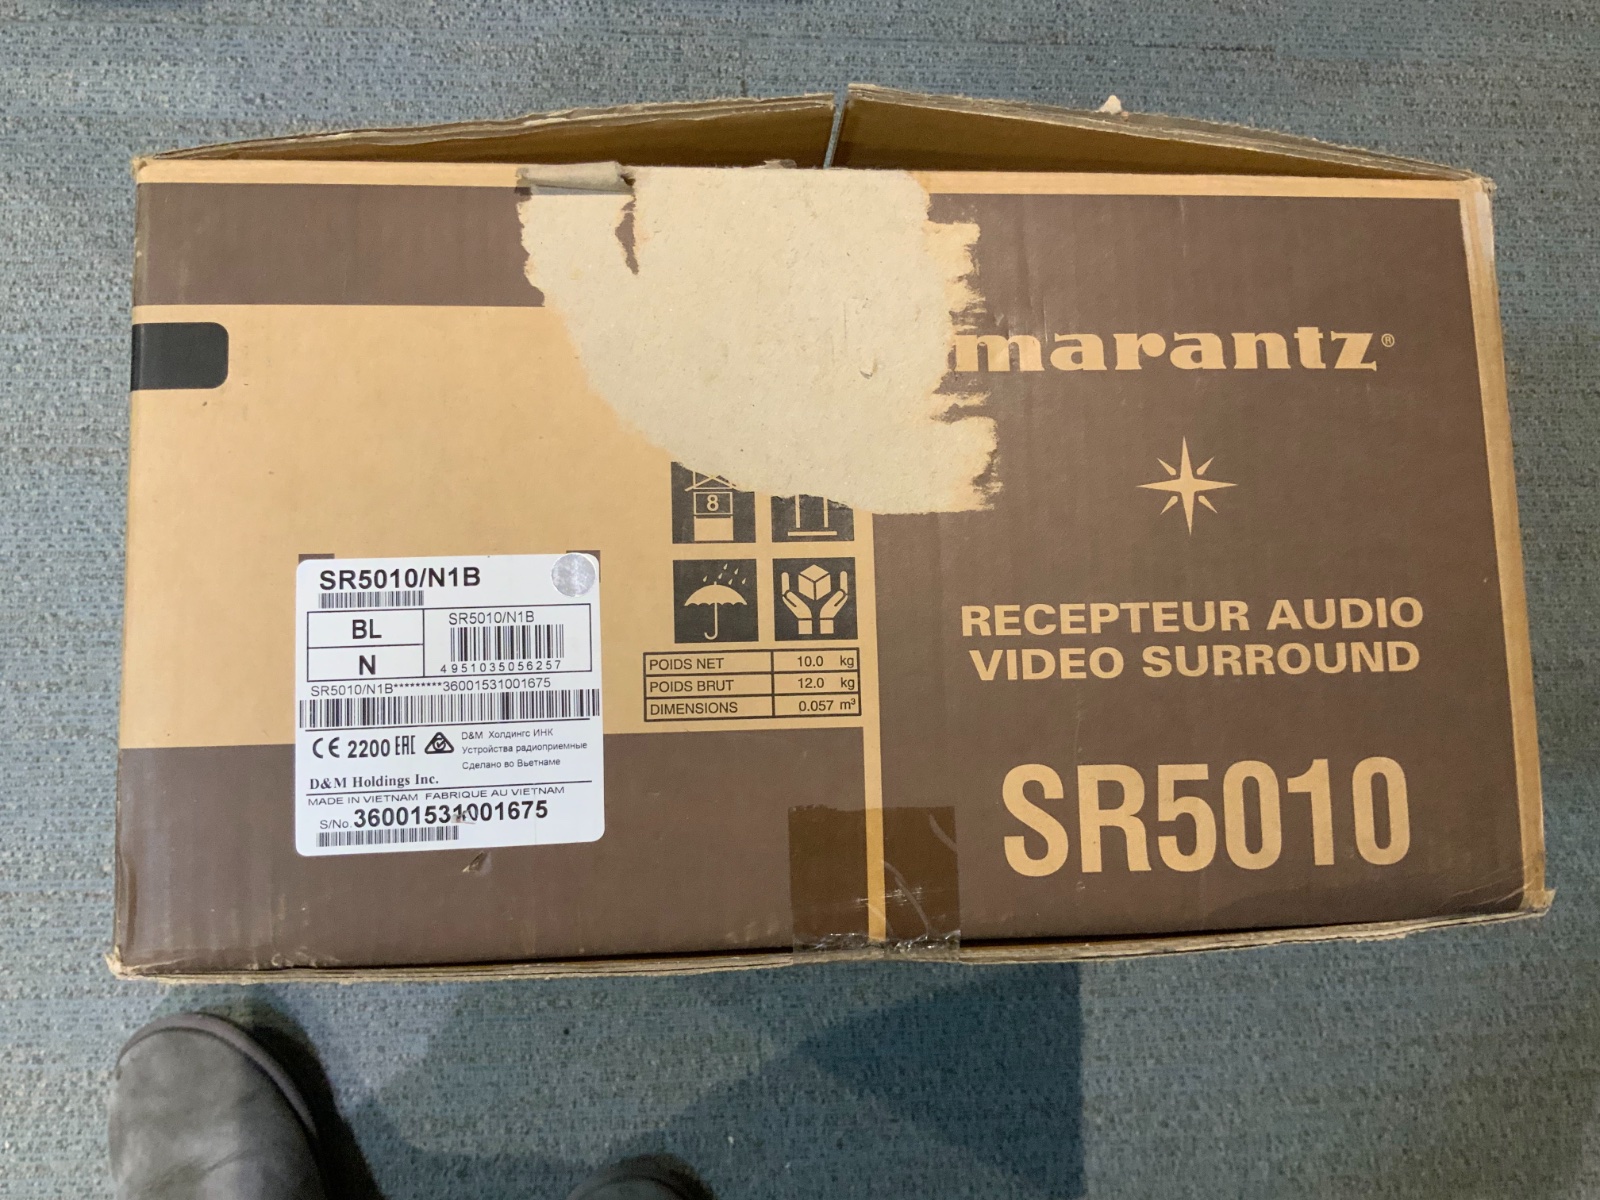 marantz®
8
RECEPTEUR AUDIO
VIDEO SURROUND
SR5010
POIDS NET 10.0 kg
POIDS BRUT 12.0 kg
DIMENSIONS 0.057 m³
SR5010/N1B
BL
N
SR5010/N1B
4951035056257
SR5010/N1B*********36001531001675
CE 2200 EAC
D&M Холдингс ИНК
Устройства радиоприемные
Сделано во Вьетнаме
D&M Holdings Inc.
MADE IN VIETNAM FABRIQUE AU VIETNAM
S/No. 36001531001675